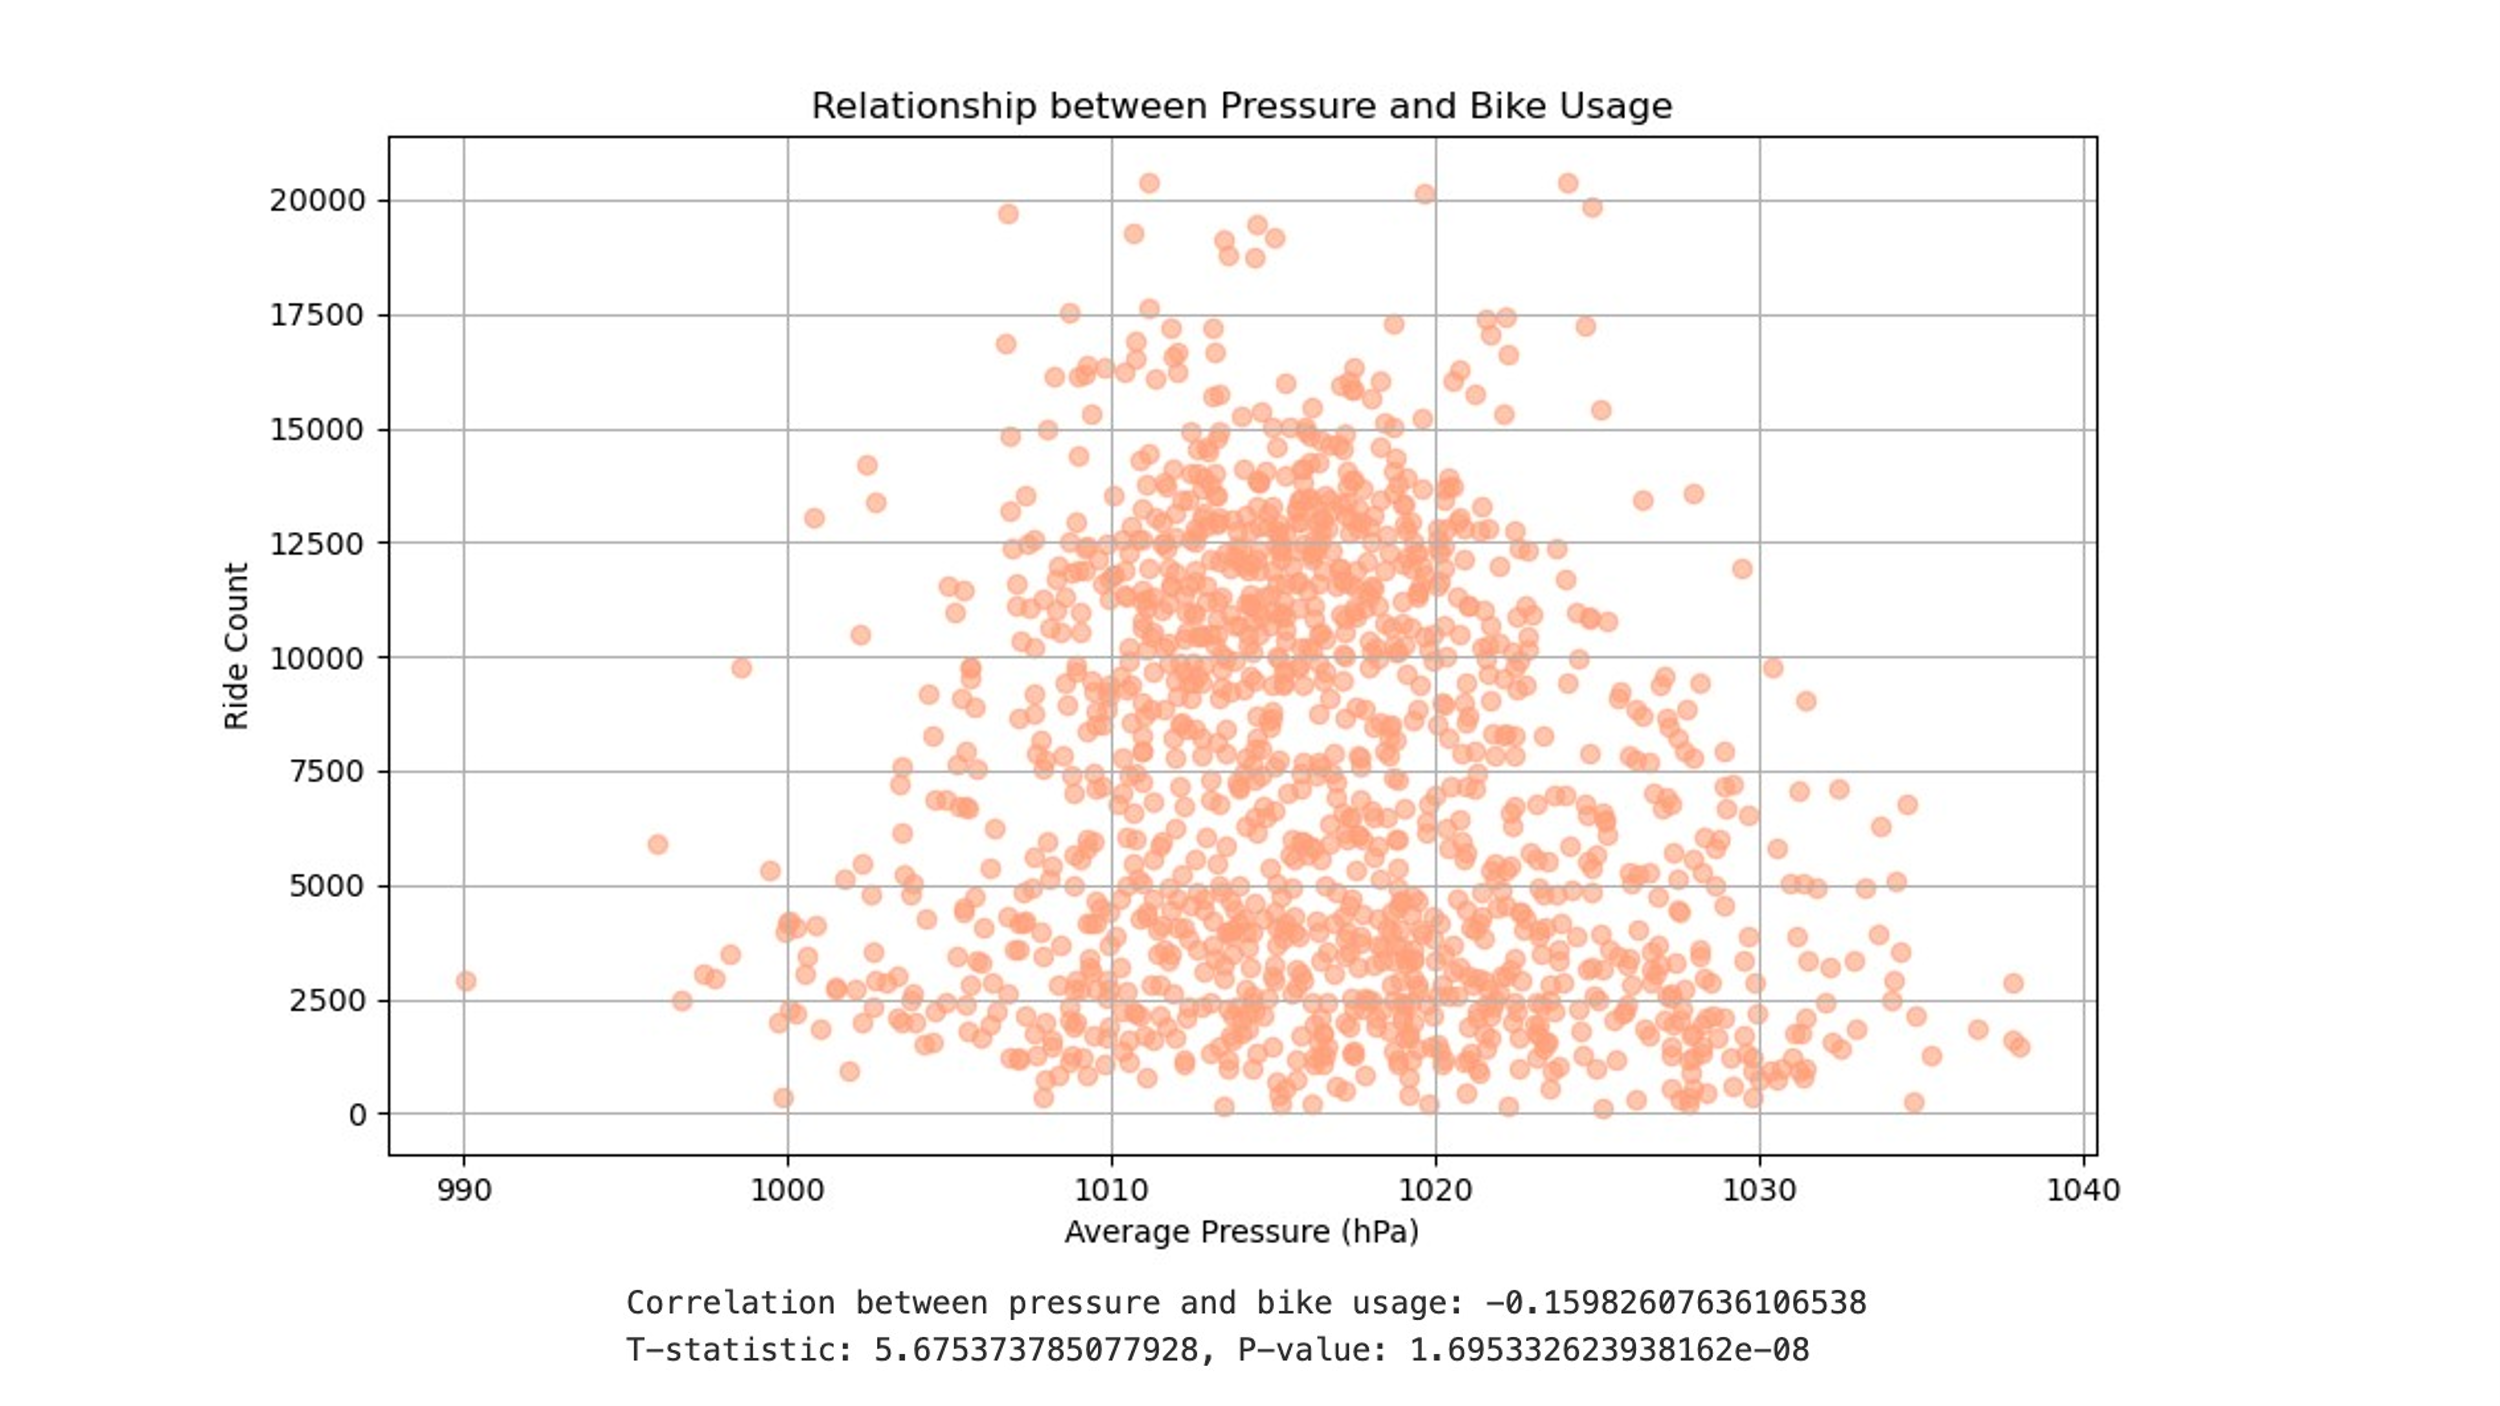 Relationship between Pressure and Bike Usage
20000
17500
15000
12500
10000
7500
5000
2500
0
Ride Count
990 1000 1010 1020 1030 1040
Average Pressure (hPa)
Correlation between pressure and bike usage: -0.15982607636106538
T-statistic: 5.675373785077928, P-value: 1.695332623938162e-08